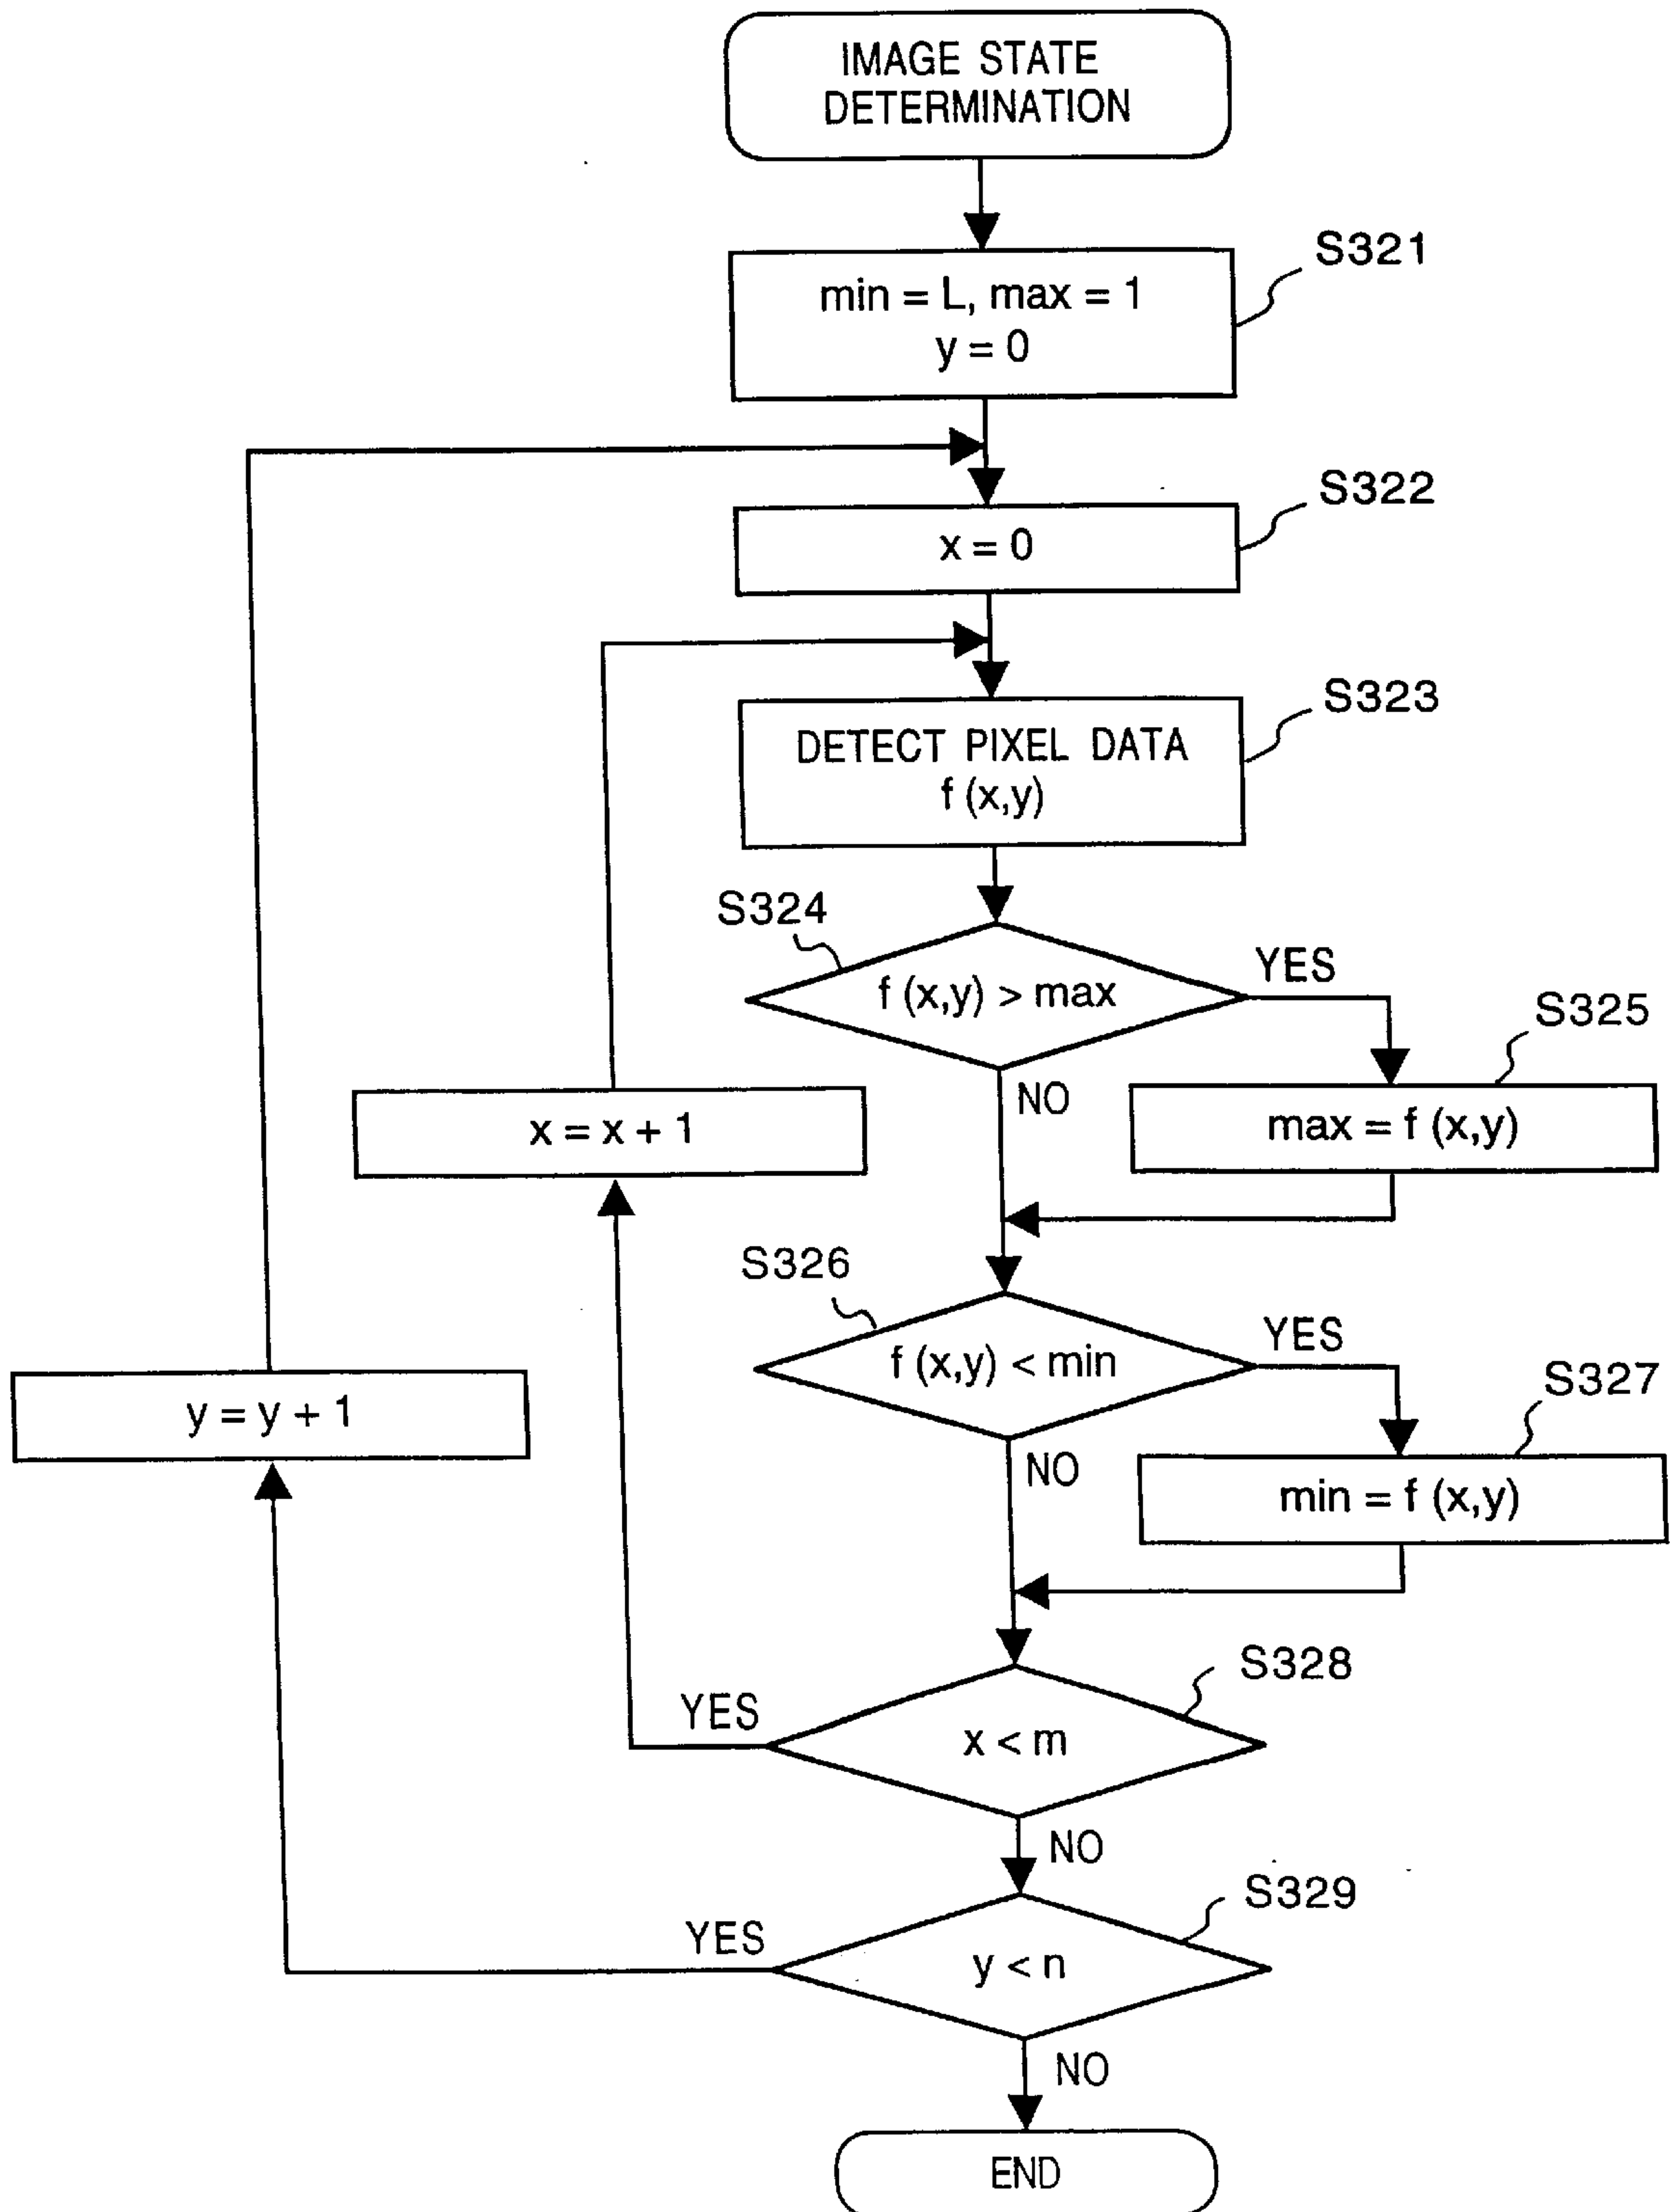 IMAGE STATE
DETERMINATION
S321
min = L, max = 1
y = 0
S322
x = 0
S323
DETECT PIXEL DATA
f (x,y)
S324
f (x,y) > max
YES
S325
NO
max = f (x,y)
x = x + 1
S326
f (x,y) < min
YES
S327
NO
min = f (x,y)
y = y + 1
S328
YES
x < m
NO
S329
YES
y < n
NO
END